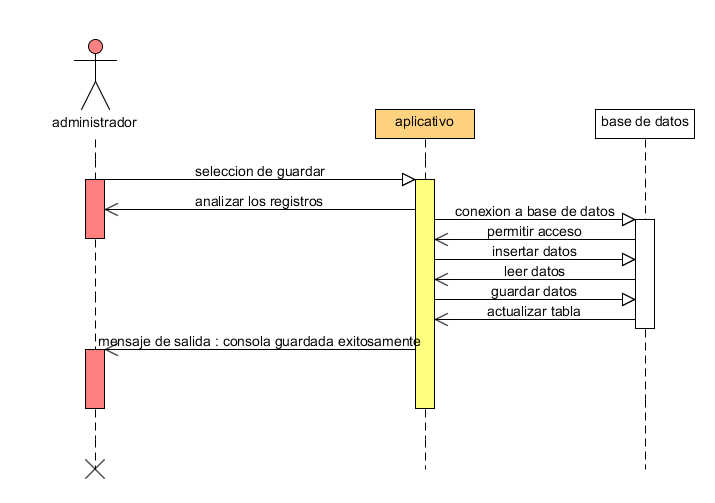 administrador
aplicativo
base de datos
seleccion de guardar
analizar los registros
conexion a base de datos
permitir acceso
insertar datos
leer datos
guardar datos
actualizar tabla
mensaje de salida : consola guardada exitosamente